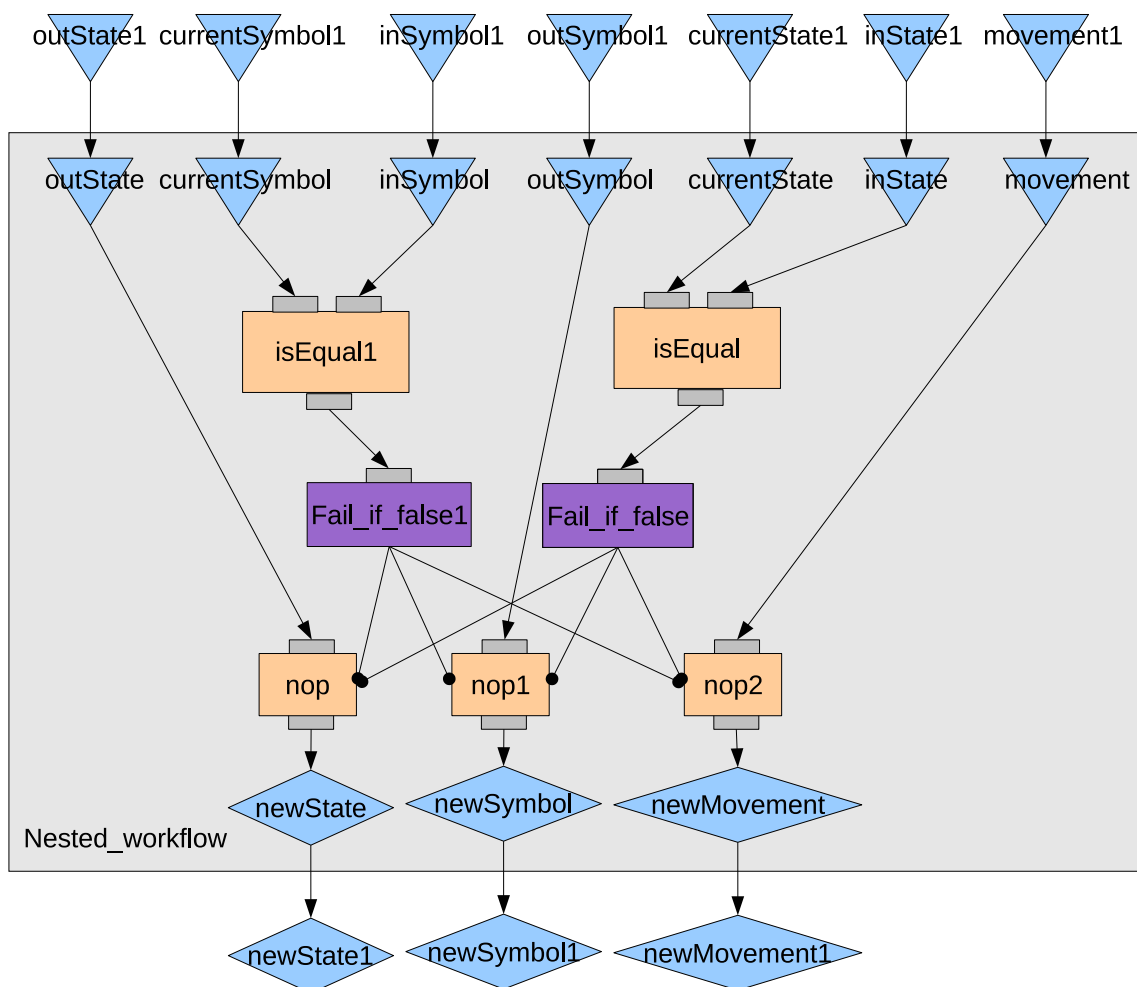 outState1 currentSymbol1 inSymbol1 outSymbol1 currentState1 inState1 movement1
outState currentSymbol inSymbol outSymbol currentState inState movement
isEqual1 isEqual
Fail_if_false1 Fail_if_false
nop nop1 nop2
newState newSymbol newMovement
Nested_workflow
newState1 newSymbol1 newMovement1